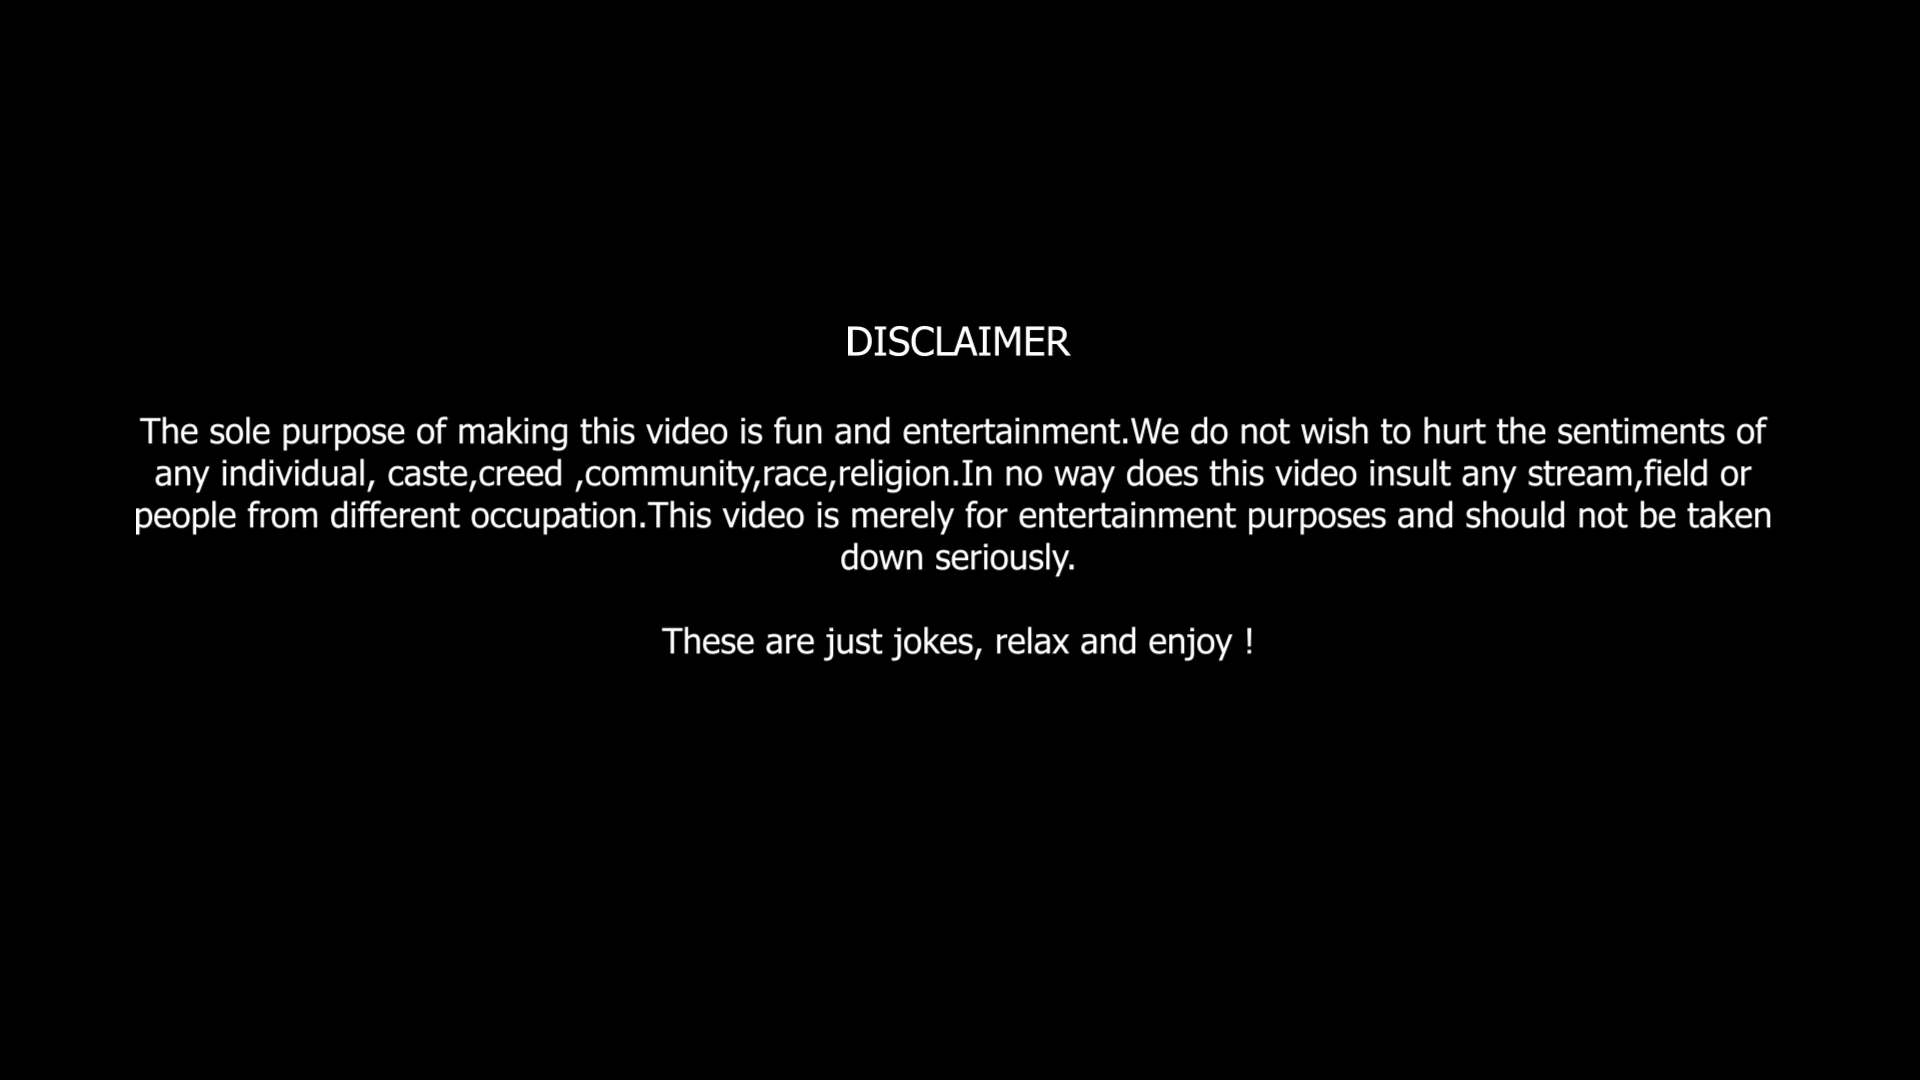 DISCLAIMER
The sole purpose of making this video is fun and entertainment.We do not wish to hurt the sentiments of
any individual, caste,creed ,community,race,religion.In no way does this video insult any stream,field or
people from different occupation.This video is merely for entertainment purposes and should not be taken
down seriously.
These are just jokes, relax and enjoy !